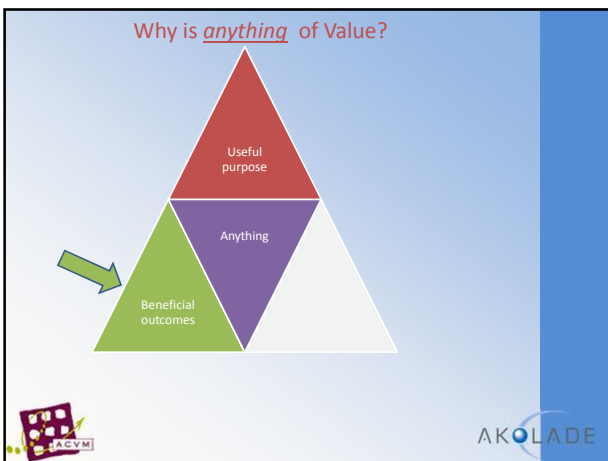 Why is anything of Value?
Useful
purpose
Anything
Beneficial
outcomes
ACVM
AKOLADE